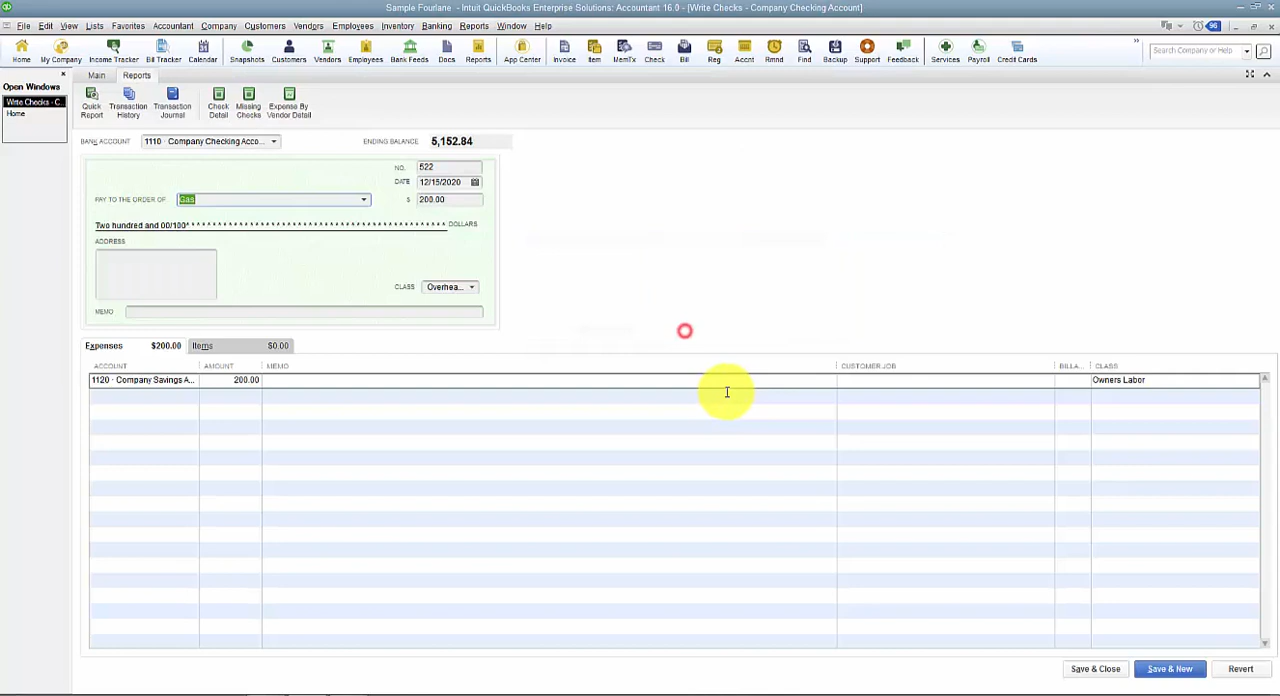 Sample Fourlane - Intuit QuickBooks Enterprise Solutions: Accountant 16.0 - [Write Checks - Company Checking Account]
File Edit View Lists Favorites Accountant Company Customers Vendors Employees Inventory Banking Reports Window Help 96
Home My Company Income Tracker Bill Tracker Calendar Snapshots Customers Vendors Employees Bank Feeds Docs Reports App Center Invoice Item MemTx Check Bill Reg Accnt Rmnd Find Backup Support Feedback Services Payroll Credit Cards Search Company or Help
Open Windows
Write Checks - C...
Home
Main Reports
Quick Report Transaction History Transaction Journal Check Detail Missing Checks Expense By Vendor Detail
BANK ACCOUNT 1110 · Company Checking Acco... ENDING BALANCE 5,152.84
NO. 522
DATE 12/15/2020
PAY TO THE ORDER OF Gas $ 200.00
Two hundred and 00/100* * * * * * * * * * * * * * * * * * * * * * * * * * * * * * * * * * * * * * * * * * * DOLLARS
ADDRESS
CLASS Overhea...
MEMO
Expenses $200.00 Items $0.00
ACCOUNT AMOUNT MEMO CUSTOMER:JOB BILLA... CLASS
1120 · Company Savings A... 200.00 Owners Labor
Save & Close Save & New Revert